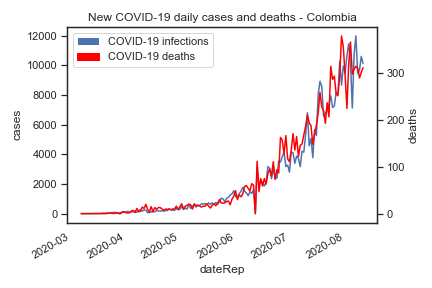 New COVID-19 daily cases and deaths - Colombia
COVID-19 infections
COVID-19 deaths
12000
10000
8000
6000
4000
2000
0
cases
300
200
100
0
deaths
2020-03
2020-04
2020-05
2020-06
2020-07
2020-08
dateRep